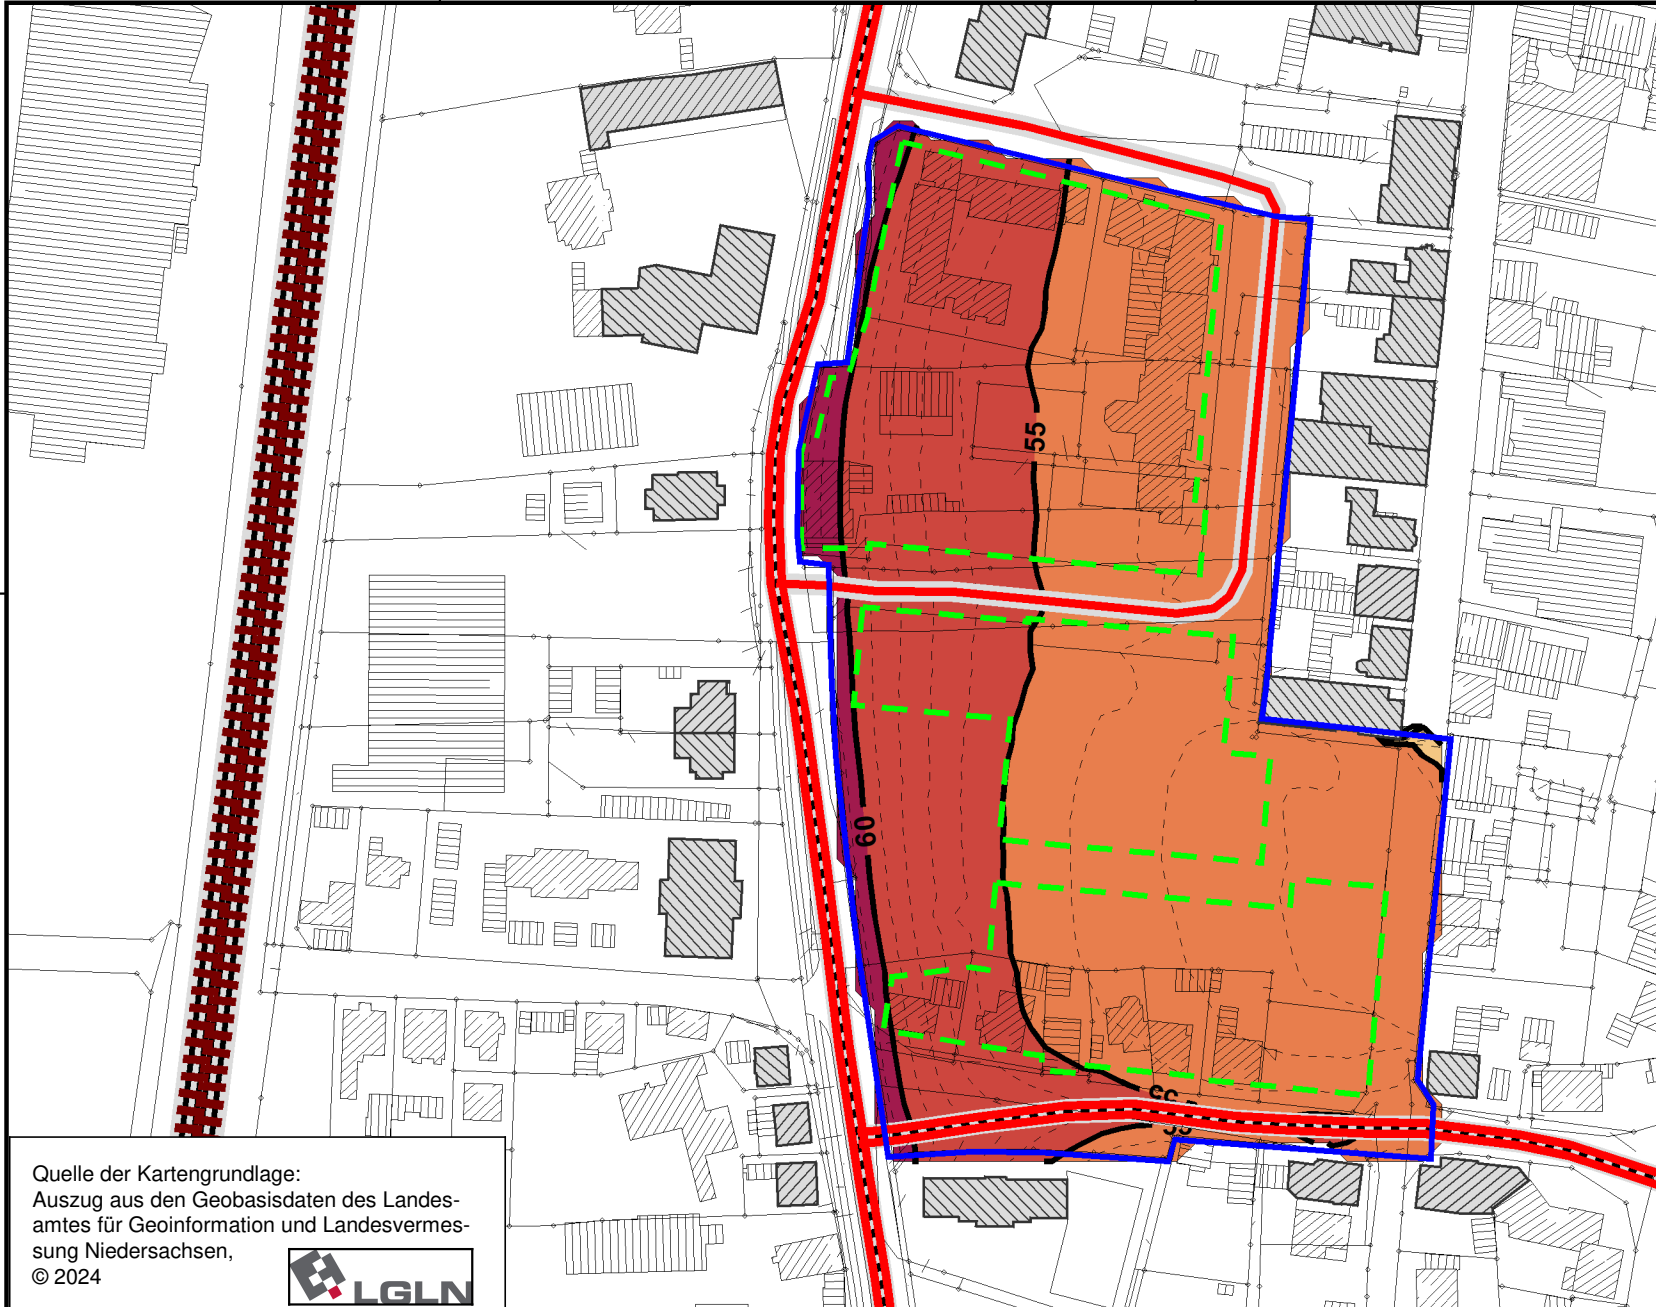 55
60
55
Quelle der Kartengrundlage:
Auszug aus den Geobasisdaten des Landes-
amtes für Geoinformation und Landesvermes-
sung Niedersachsen,
© 2024
LGLN